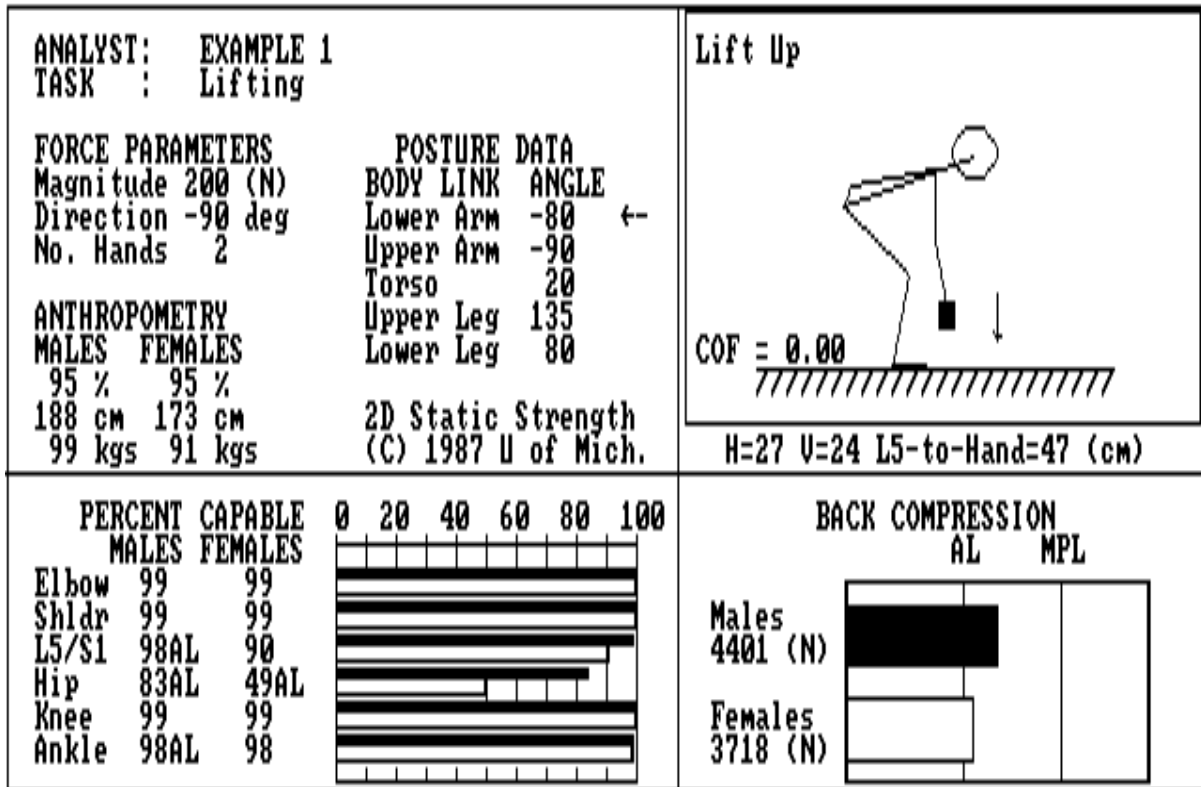 ANALYST: EXAMPLE 1
TASK : Lifting
FORCE PARAMETERS
Magnitude 200 (N)
Direction -90 deg
No. Hands 2
ANTHROPOMETRY
MALES FEMALES
95 % 95 %
188 cm 173 cm
99 kgs 91 kgs
POSTURE DATA
BODY LINK ANGLE
Lower Arm -80 ←-
Upper Arm -90
Torso 20
Upper Leg 135
Lower Leg 80
2D Static Strength
(C) 1987 U of Mich.
Lift Up
COF = 0.00
H=27 V=24 L5-to-Hand=47 (cm)
PERCENT CAPABLE 0 20 40 60 80 100
MALES FEMALES
Elbow 99 99
Shldr 99 99
L5/S1 98AL 90
Hip 83AL 49AL
Knee 99 99
Ankle 98AL 98
BACK COMPRESSION
AL MPL
Males
4401 (N)
Females
3718 (N)